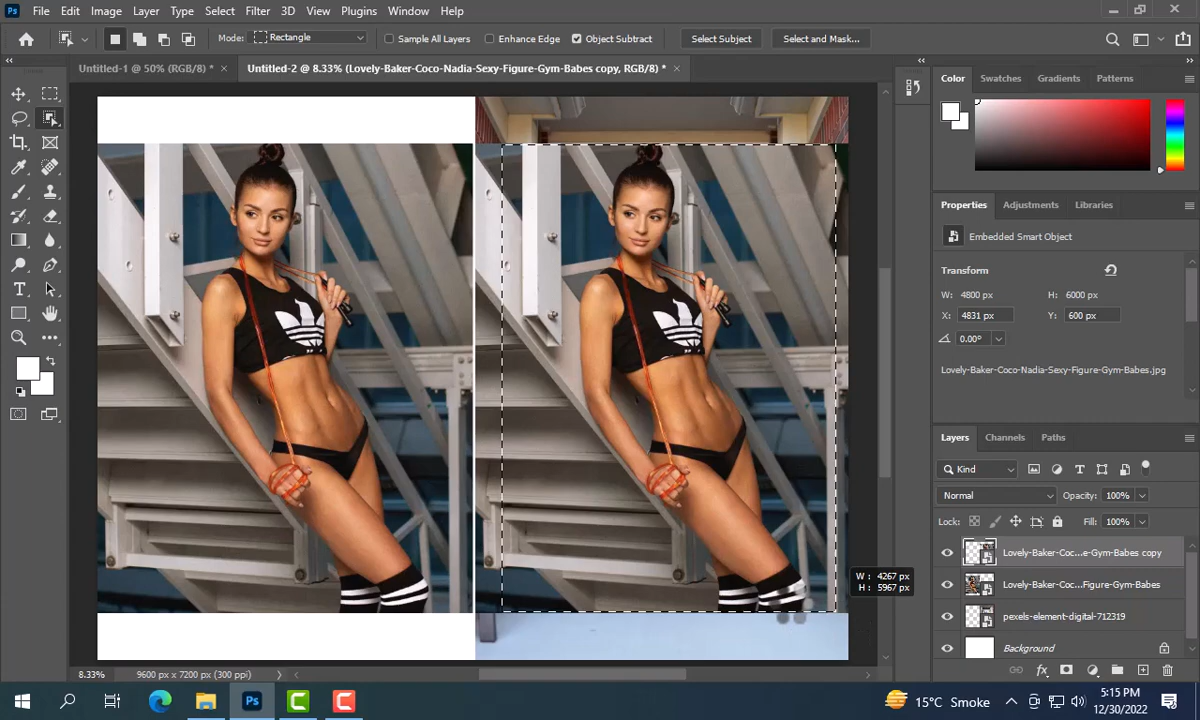 Ps File Edit Image Layer Type Select Filter 3D View Plugins Window Help
Mode: Rectangle Sample All Layers Enhance Edge Object Subtract Select Subject Select and Mask...
Untitled-1 @ 50% (RGB/8) * × Untitled-2 @ 8.33% (Lovely-Baker-Coco-Nadia-Sexy-Figure-Gym-Babes copy, RGB/8) * ×
Color Swatches Gradients Patterns
Properties Adjustments Libraries
Embedded Smart Object
Transform
W: 4800 px H: 6000 px
X: 4831 px Y: 600 px
0.00°
Lovely-Baker-Coco-Nadia-Sexy-Figure-Gym-Babes.jpg
Layers Channels Paths
Kind
Normal Opacity: 100%
Lock: Fill: 100%
Lovely-Baker-Coc...e-Gym-Babes copy
Lovely-Baker-Coc...Figure-Gym-Babes
pexels-element-digital-712319
Background
W : 4267 px
H : 5967 px
8.33% 9600 px x 7200 px (300 ppi)
Ps 15°C Smoke 5:15 PM
12/30/2022